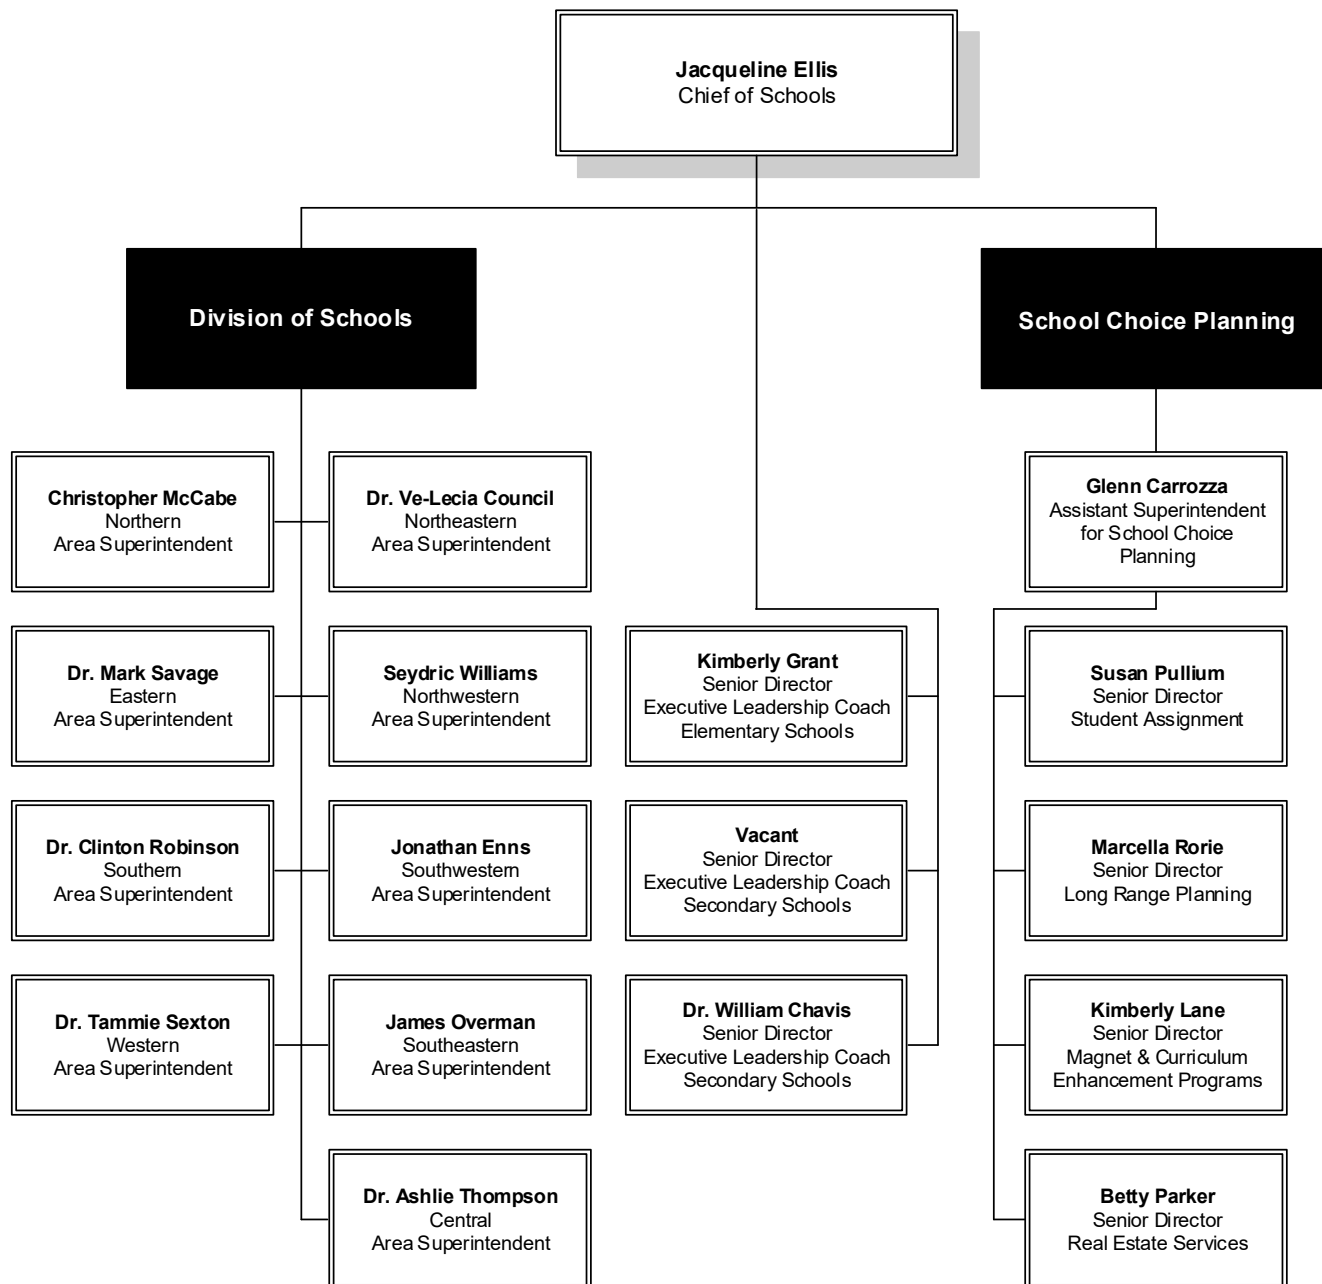 Jacqueline Ellis
Chief of Schools
Division of Schools
School Choice Planning
Christopher McCabe
Northern
Area Superintendent
Dr. Ve-Lecia Council
Northeastern
Area Superintendent
Glenn Carrozza
Assistant Superintendent
for School Choice
Planning
Dr. Mark Savage
Eastern
Area Superintendent
Seydric Williams
Northwestern
Area Superintendent
Kimberly Grant
Senior Director
Executive Leadership Coach
Elementary Schools
Susan Pullium
Senior Director
Student Assignment
Dr. Clinton Robinson
Southern
Area Superintendent
Jonathan Enns
Southwestern
Area Superintendent
Vacant
Senior Director
Executive Leadership Coach
Secondary Schools
Marcella Rorie
Senior Director
Long Range Planning
Dr. Tammie Sexton
Western
Area Superintendent
James Overman
Southeastern
Area Superintendent
Dr. William Chavis
Senior Director
Executive Leadership Coach
Secondary Schools
Kimberly Lane
Senior Director
Magnet & Curriculum
Enhancement Programs
Dr. Ashlie Thompson
Central
Area Superintendent
Betty Parker
Senior Director
Real Estate Services